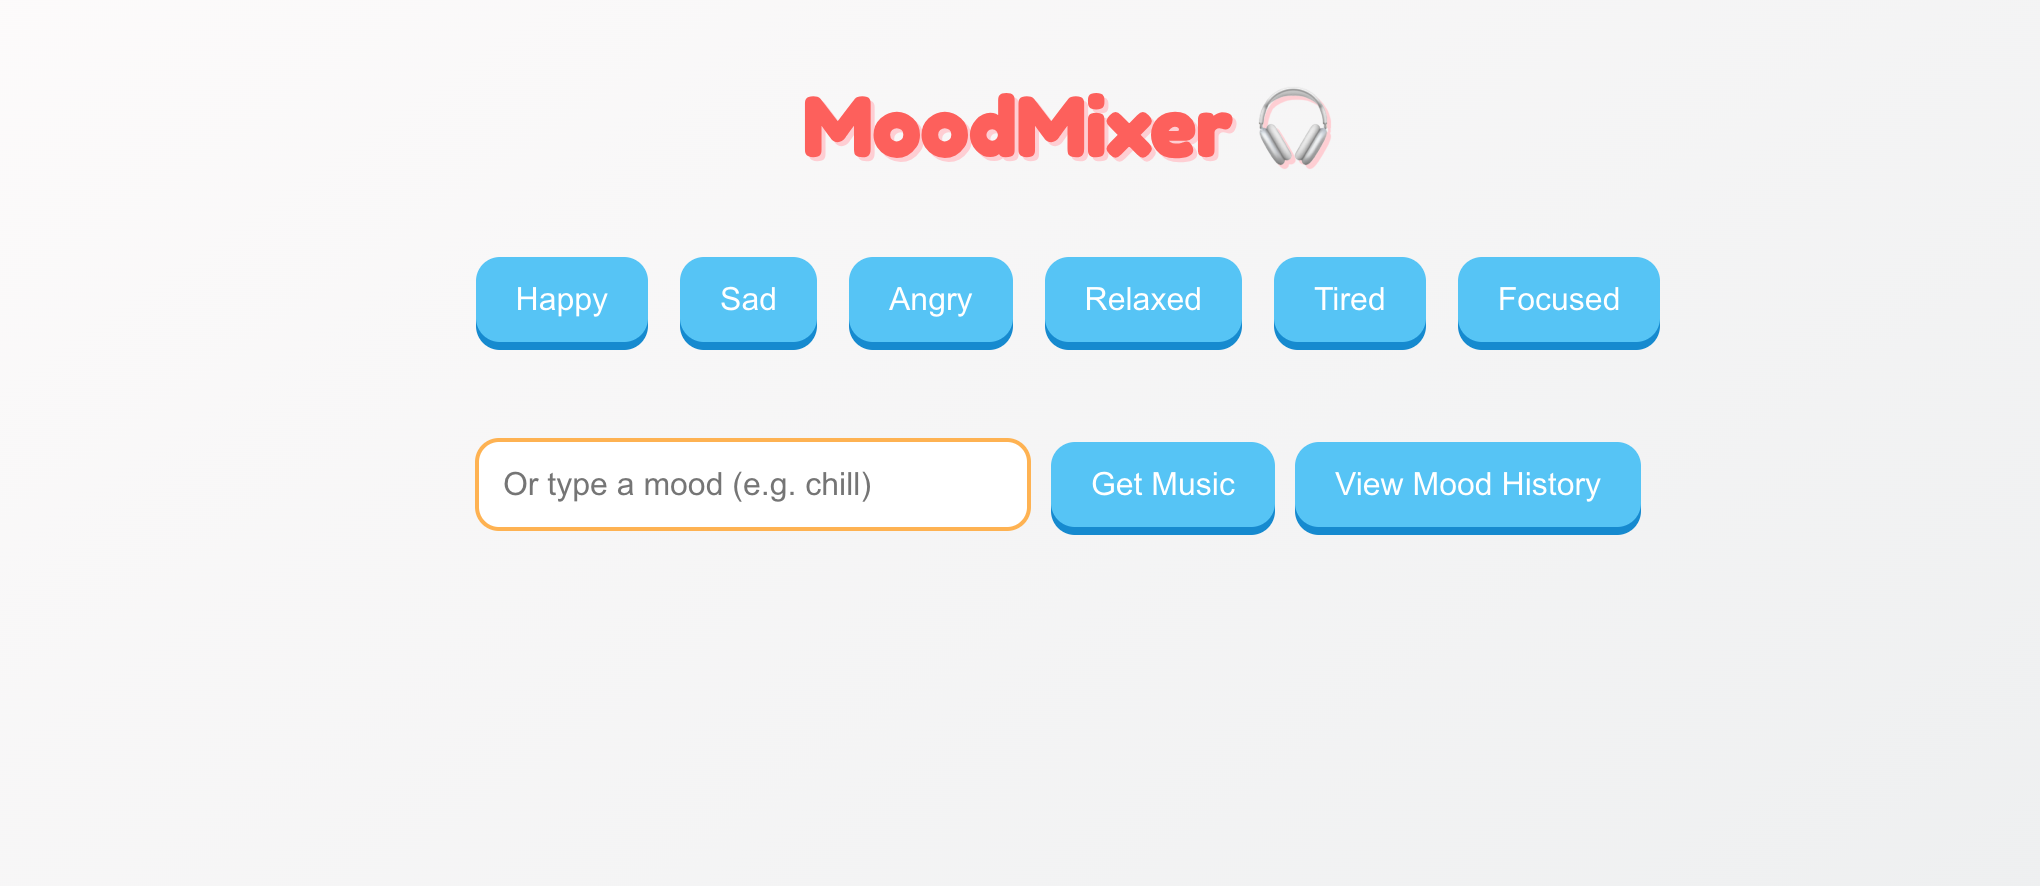 MoodMixer 🎧
Happy Sad Angry Relaxed Tired Focused
Or type a mood (e.g. chill) Get Music View Mood History